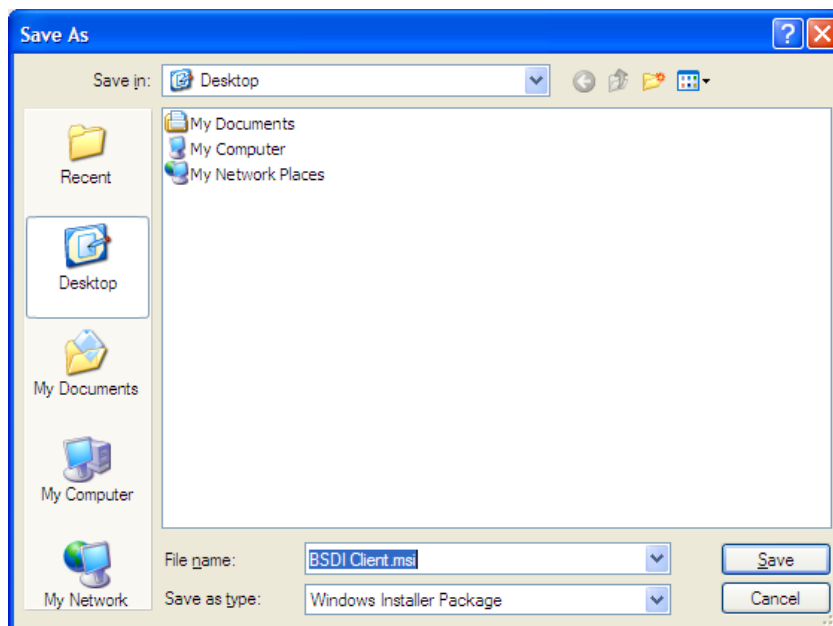 Save As
?
Save in:
Desktop
Recent
Desktop
My Documents
My Computer
My Network
My Documents
My Computer
My Network Places
File name:
BSDI Client.msi
Save
Save as type:
Windows Installer Package
Cancel